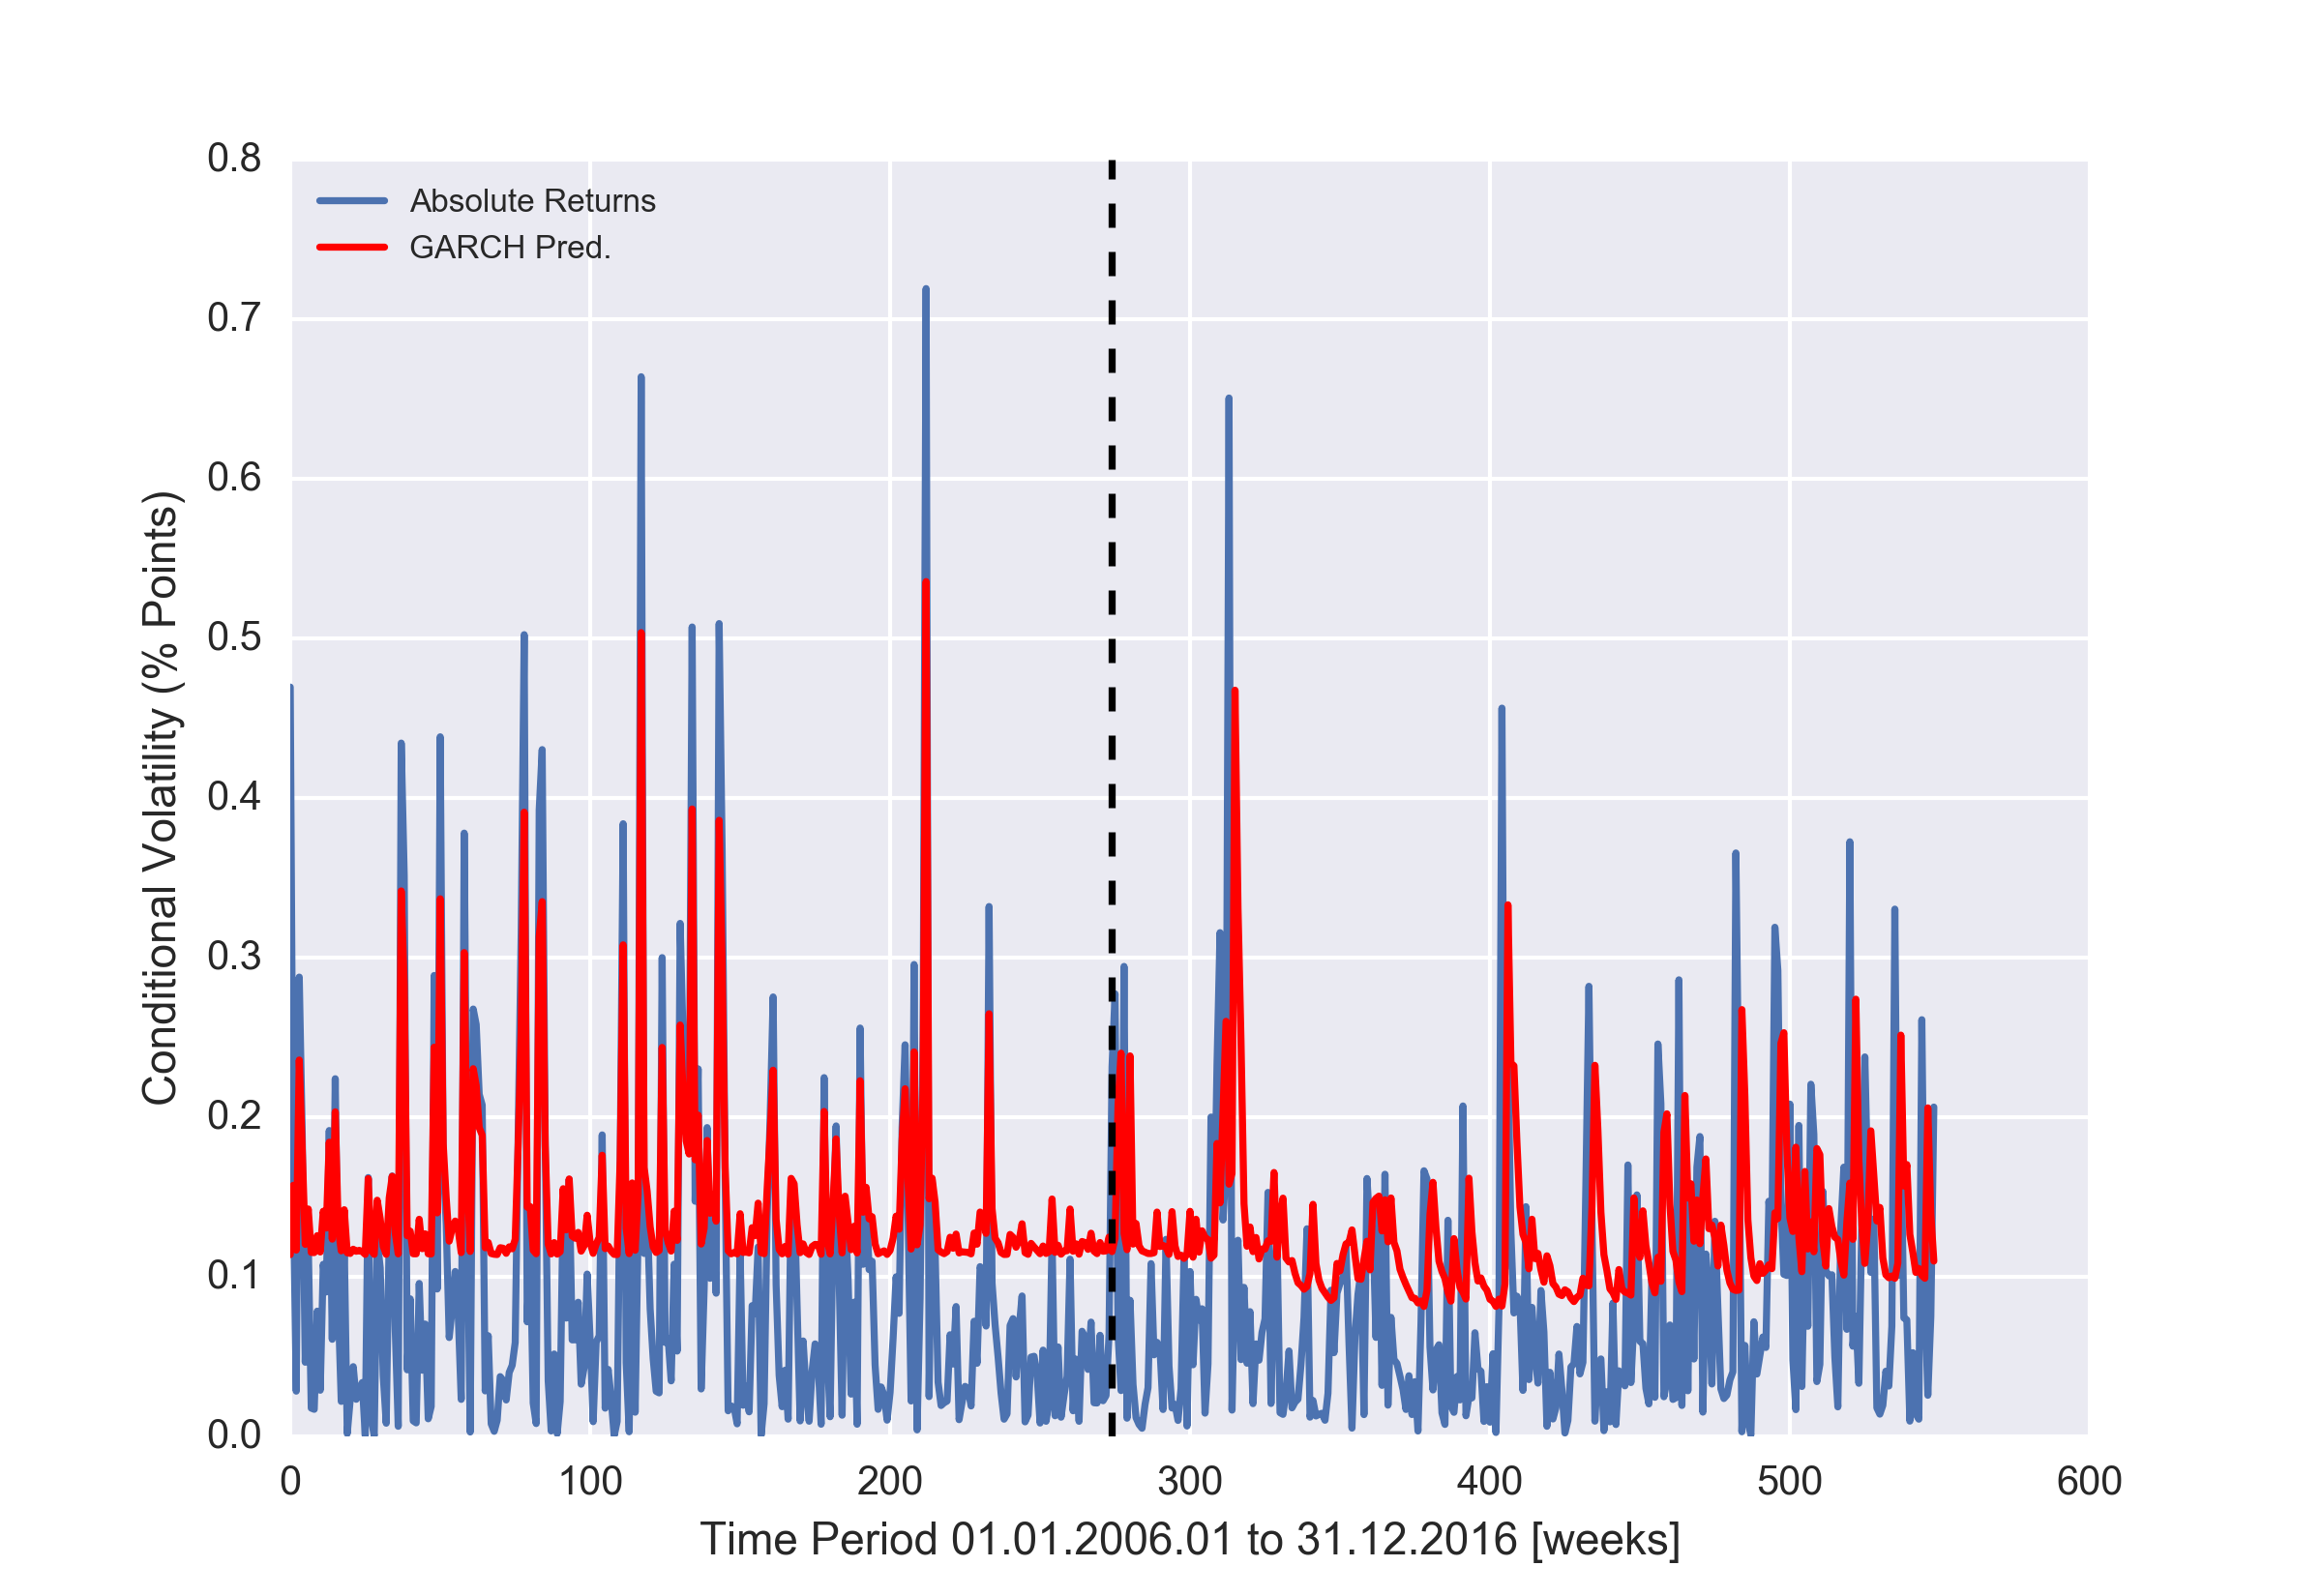 0.8
0.7
0.6
0.5
0.4
0.3
0.2
0.1
0.0
Conditional Volatility (% Points)
Absolute Returns
GARCH Pred.
0 100 200 300 400 500 600
Time Period 01.01.2006.01 to 31.12.2016 [weeks]